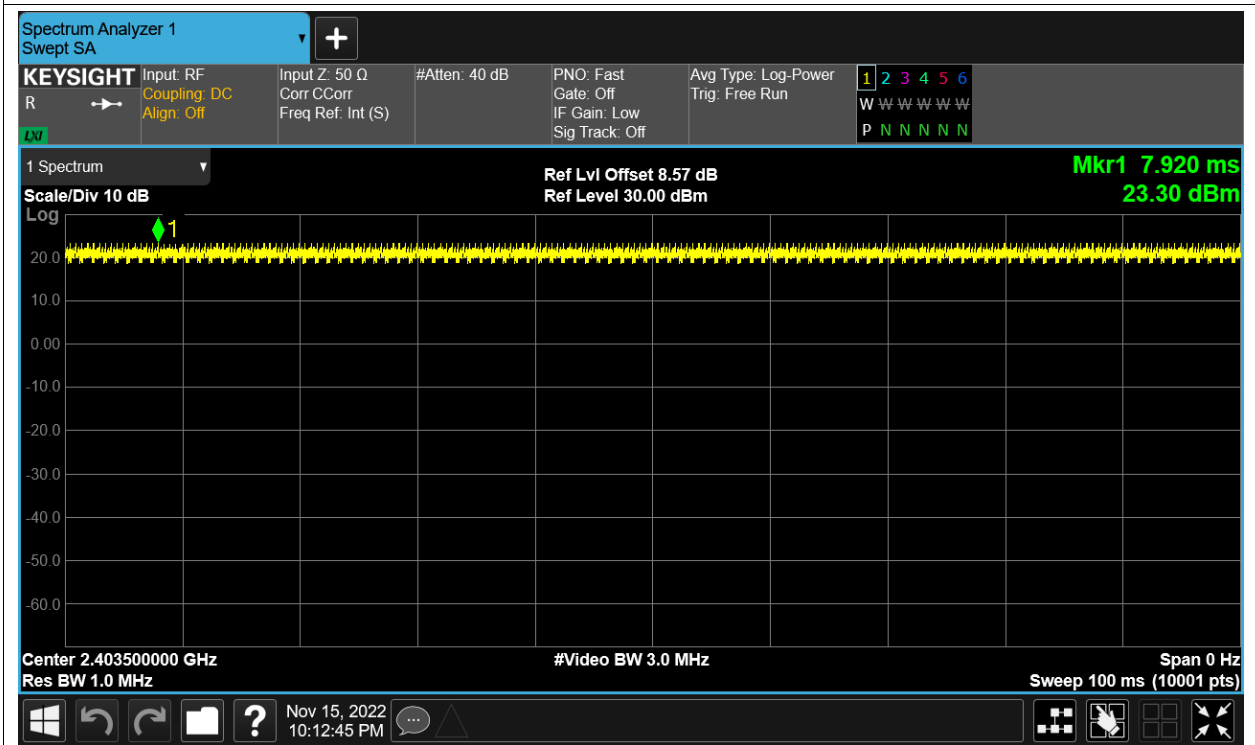 Spectrum Analyzer 1
Swept SA
KEYSIGHT
R
LXI
Input: RF
Coupling: DC
Align: Off
Input Z: 50 Ω
Corr CCorr
Freq Ref: Int (S)
#Atten: 40 dB
PNO: Fast
Gate: Off
IF Gain: Low
Sig Track: Off
Avg Type: Log-Power
Trig: Free Run
1 2 3 4 5 6
W W W W W W
P N N N N N
1 Spectrum
Scale/Div 10 dB
Log
Ref Lvl Offset 8.57 dB
Ref Level 30.00 dBm
Mkr1 7.920 ms
23.30 dBm
1
20.0
10.0
0.00
-10.0
-20.0
-30.0
-40.0
-50.0
-60.0
Center 2.403500000 GHz
Res BW 1.0 MHz
#Video BW 3.0 MHz
Span 0 Hz
Sweep 100 ms (10001 pts)
?
Nov 15, 2022
10:12:45 PM